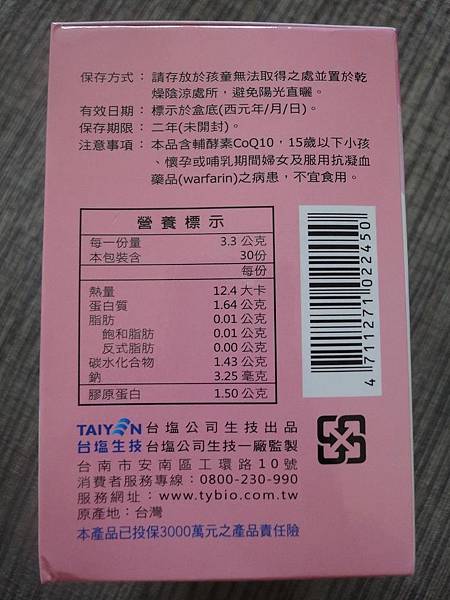 保存方式：請存放於孩童無法取得之處並置於乾
燥陰涼處所，避免陽光直曬。
有效日期：標示於盒底(西元年/月/日)。
保存期限：二年(未開封)。
注意事項：本品含輔酵素CoQ10，15歲以下小孩
、懷孕或哺乳期間婦女及服用抗凝血
藥品(warfarin)之病患，不宜食用。
營養標示
每一份量 3.3 公克
本包裝含 30份
每份
熱量 12.4 大卡
蛋白質 1.64 公克
脂肪 0.01 公克
飽和脂肪 0.01 公克
反式脂肪 0.00 公克
碳水化合物 1.43 公克
鈉 3.25 毫克
膠原蛋白 1.50 公克
4 711271 022450
TAIYEN 台塩公司生技出品
台塩生技 台塩公司生技一廠監製
台南市安南區工環路10號
消費者服務專線：0800-230-990
服務網址：www.tybio.com.tw
原產地：台灣
本產品已投保3000萬元之產品責任險